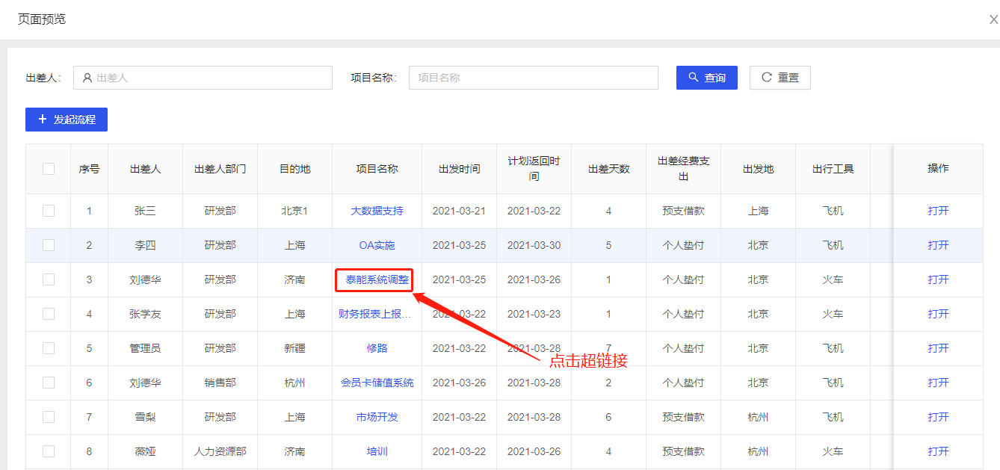 页面预览 X
出差人: 出差人 项目名称: 项目名称 查询 重置
+ 发起流程
序号 出差人 出差人部门 目的地 项目名称 出发时间 计划返回时间 出差天数 出差经费支出 出发地 出行工具 操作
1 张三 研发部 北京1 大数据支持 2021-03-21 2021-03-22 4 预支借款 上海 飞机 打开
2 李四 研发部 上海 OA实施 2021-03-25 2021-03-30 5 个人垫付 北京 飞机 打开
3 刘德华 研发部 济南 泰能系统调整 2021-03-25 2021-03-26 1 个人垫付 北京 火车 打开
4 张学友 研发部 上海 财务报表上报... 2021-03-22 2021-03-23 1 个人垫付 北京 火车 打开
5 管理员 研发部 新疆 修路 2021-03-22 2021-03-28 7 个人垫付 北京 飞机 打开
点击超链接
6 刘德华 销售部 杭州 会员卡储值系统 2021-03-26 2021-03-28 2 个人垫付 北京 飞机 打开
7 雪梨 研发部 上海 市场开发 2021-03-22 2021-03-28 6 预支借款 杭州 飞机 打开
8 薇娅 人力资源部 济南 培训 2021-03-22 2021-03-26 4 预支借款 杭州 火车 打开